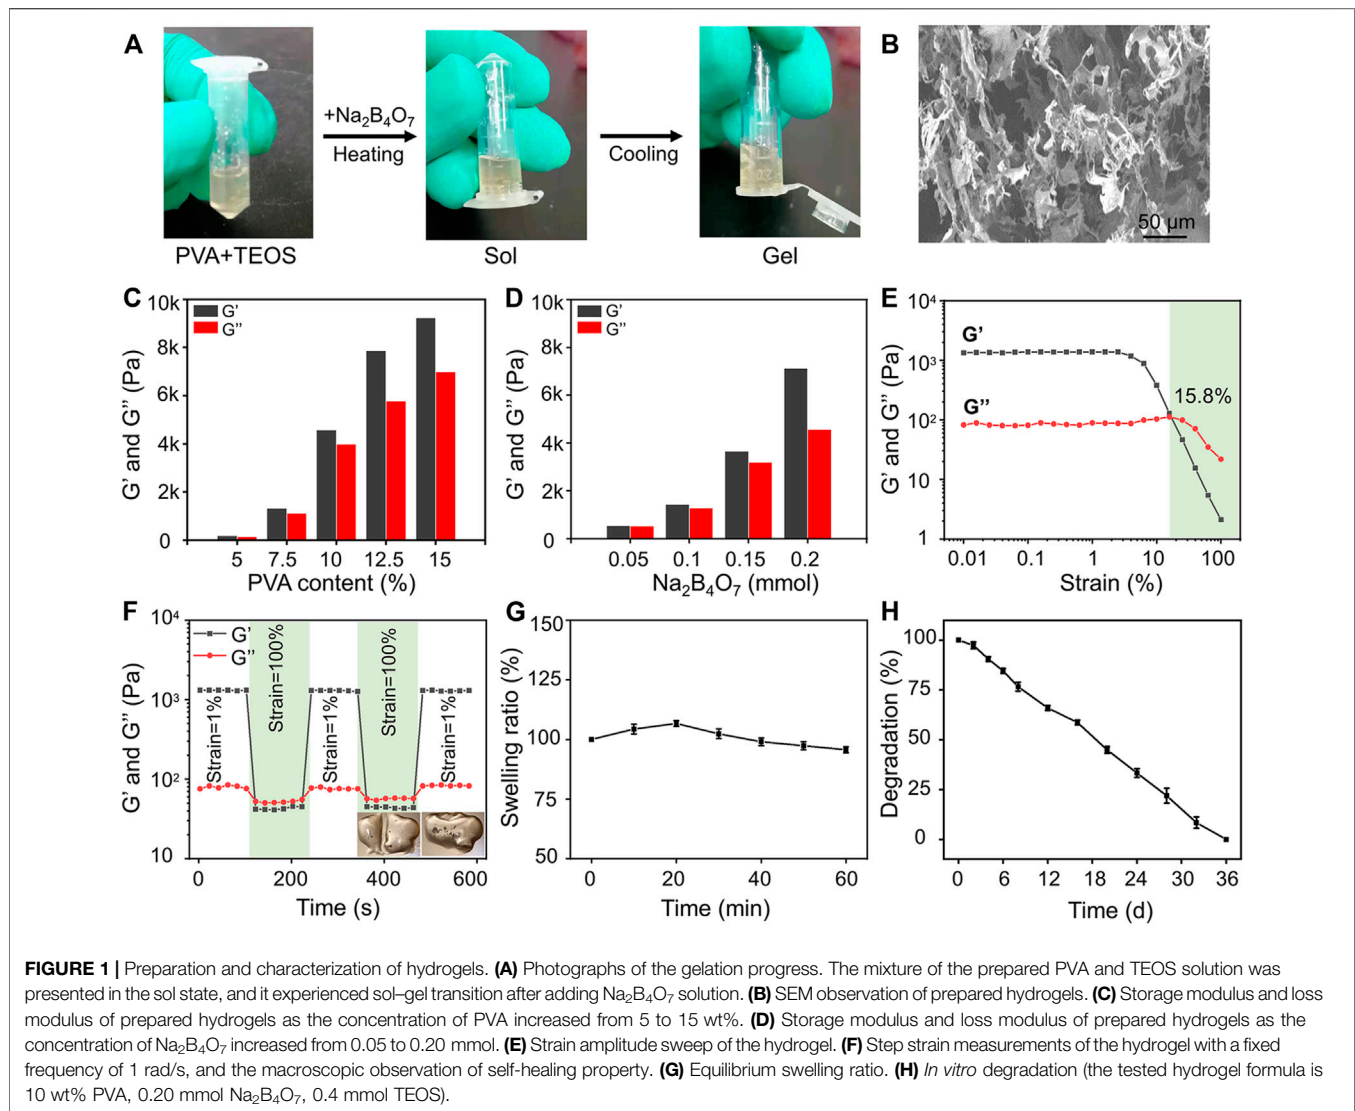 A
+Na2B4O7
Heating
Cooling
PVA+TEOS
Sol
Gel
B
50 µm
C
G' and G'' (Pa)
10k
8k
6k
4k
2k
0
G'
G''
5 7.5 10 12.5 15
PVA content (%)
D
G' and G'' (Pa)
10k
8k
6k
4k
2k
0
G'
G''
0.05 0.1 0.15 0.2
Na2B4O7 (mmol)
E
G' and G'' (Pa)
10⁴
10³
10²
10
1
G'
G''
15.8%
0.01 0.1 1 10 100
Strain (%)
F
G' and G'' (Pa)
10⁴
10³
10²
10
G'
G''
Strain=1%
Strain=100%
Strain=1%
Strain=100%
Strain=1%
0 200 400 600
Time (s)
G
Swelling ratio (%)
150
125
100
75
50
0 20 40 60
Time (min)
H
Degradation (%)
100
75
50
25
0
0 6 12 18 24 30 36
Time (d)
FIGURE 1 | Preparation and characterization of hydrogels. (A) Photographs of the gelation progress. The mixture of the prepared PVA and TEOS solution was
presented in the sol state, and it experienced sol–gel transition after adding Na2B4O7 solution. (B) SEM observation of prepared hydrogels. (C) Storage modulus and loss
modulus of prepared hydrogels as the concentration of PVA increased from 5 to 15 wt%. (D) Storage modulus and loss modulus of prepared hydrogels as the
concentration of Na2B4O7 increased from 0.05 to 0.20 mmol. (E) Strain amplitude sweep of the hydrogel. (F) Step strain measurements of the hydrogel with a fixed
frequency of 1 rad/s, and the macroscopic observation of self-healing property. (G) Equilibrium swelling ratio. (H) In vitro degradation (the tested hydrogel formula is
10 wt% PVA, 0.20 mmol Na2B4O7, 0.4 mmol TEOS).